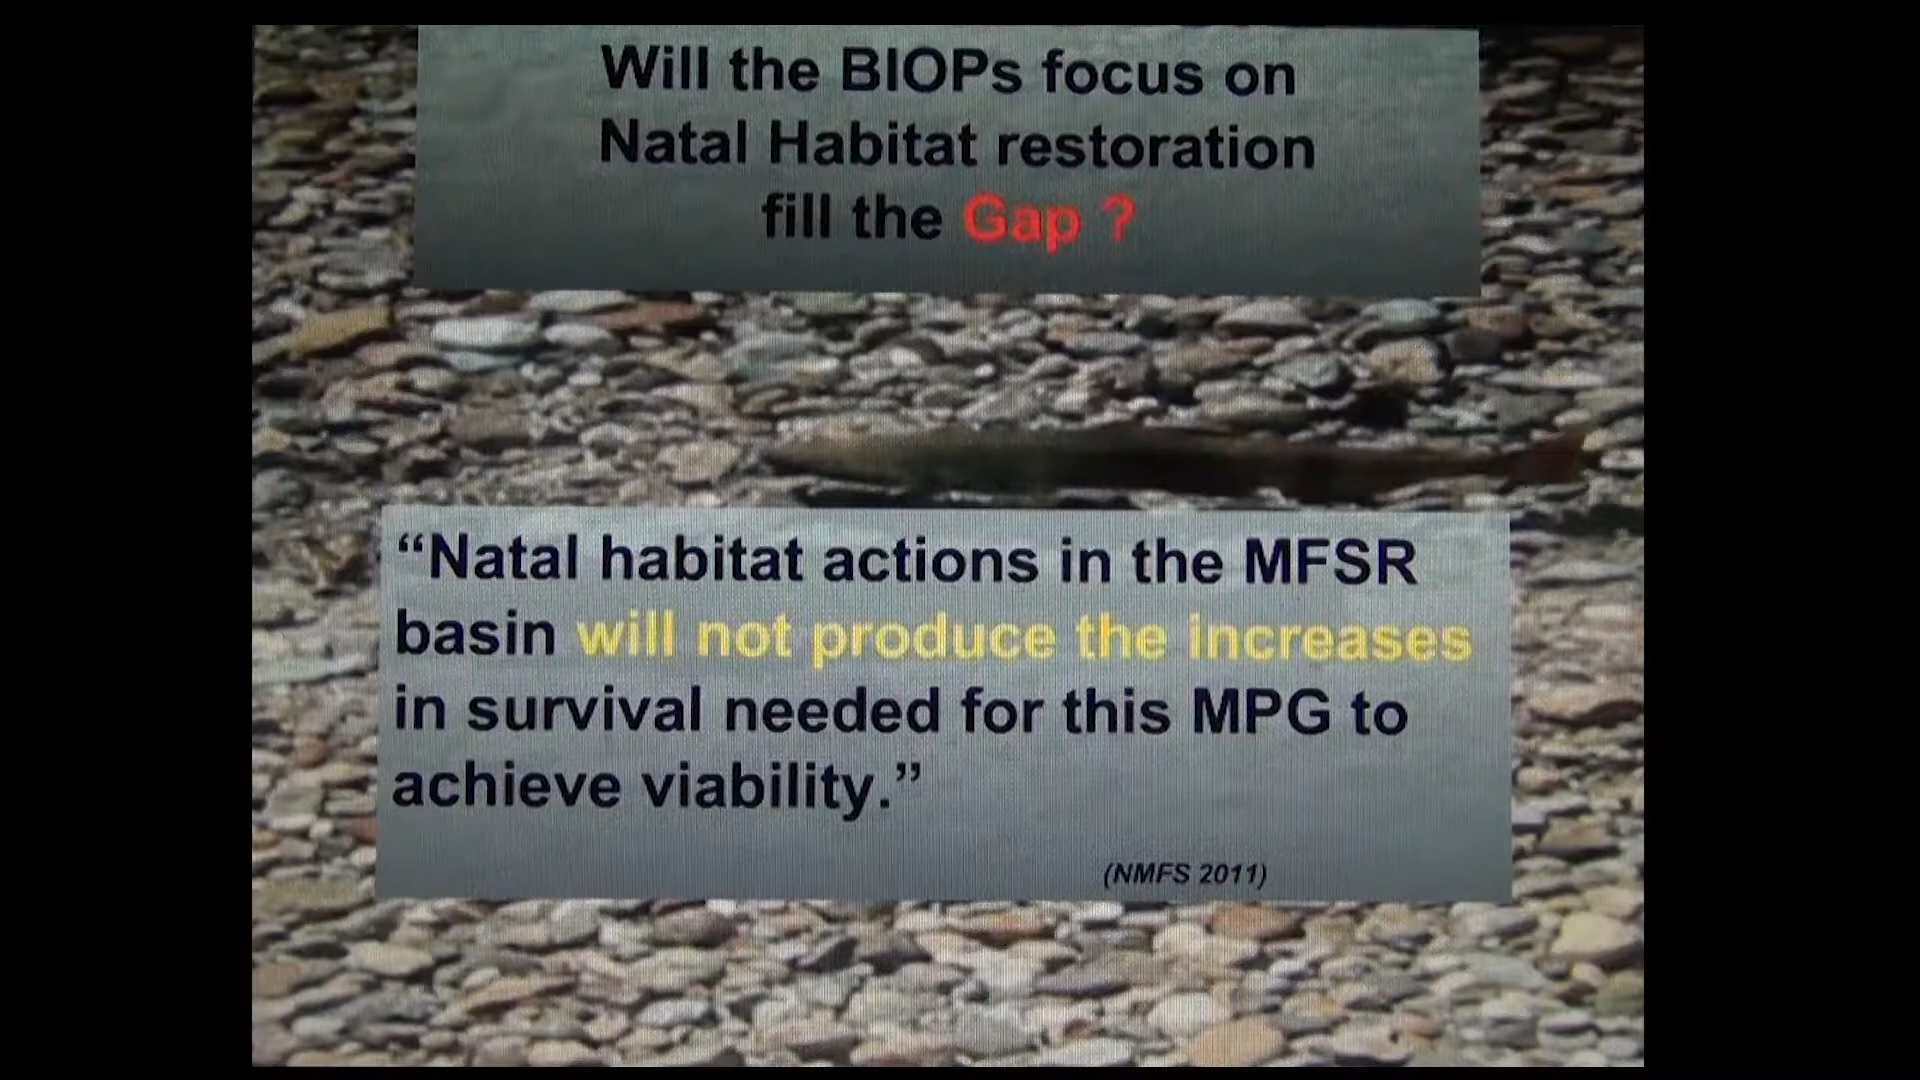 Will the BIOPs focus on
Natal Habitat restoration
fill the Gap ?
“Natal habitat actions in the MFSR
basin will not produce the increases
in survival needed for this MPG to
achieve viability.”
(NMFS 2011)